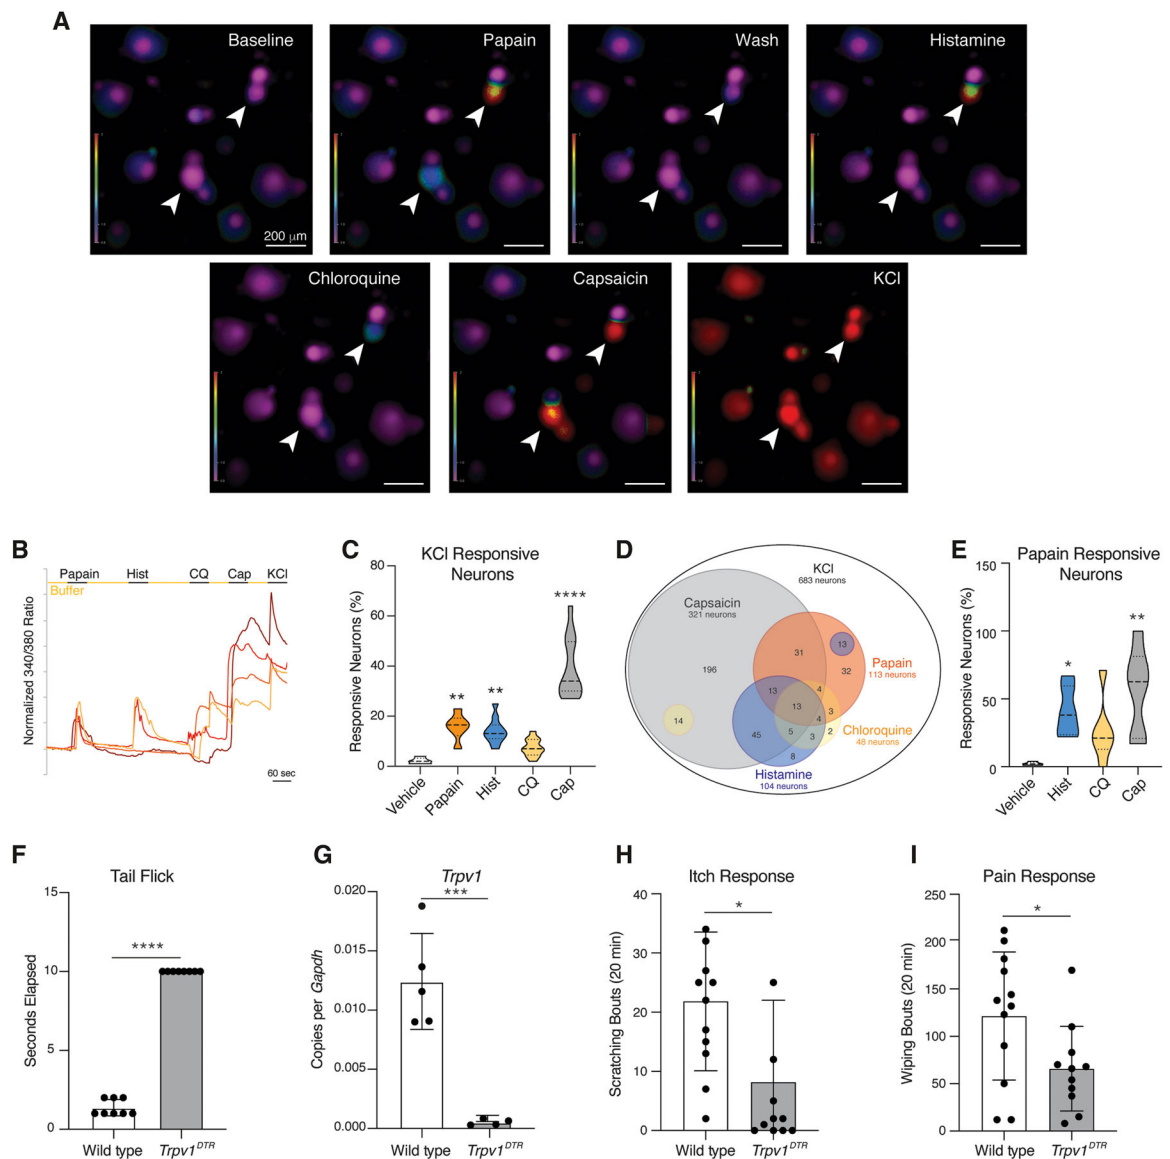 A
Baseline
Papain
Wash
Histamine
200 μm
Chloroquine
Capsaicin
KCl
B
Papain
Hist
CQ
Cap
KCl
Buffer
Normalized 340/380 Ratio
60 sec
C
KCl Responsive
Neurons
Responsive Neurons (%)
80
60
40
20
0
**
**
****
Vehicle
Papain
Hist
CQ
Cap
D
KCl
683 neurons
Capsaicin
321 neurons
13
31
32
Papain
113 neurons
196
13
4
13
3
4
14
45
5
3
2
Chloroquine
48 neurons
8
Histamine
104 neurons
E
Papain Responsive
Neurons
Responsive Neurons (%)
150
100
50
0
*
**
Vehicle
Hist
CQ
Cap
F
Tail Flick
Seconds Elapsed
15
10
5
0
****
Wild type
Trpv1DTR
G
Trpv1
Copies per Gapdh
0.020
0.015
0.010
0.005
0.000
***
Wild type
Trpv1DTR
H
Itch Response
Scratching Bouts (20 min)
40
30
20
10
0
*
Wild type
Trpv1DTR
I
Pain Response
Wiping Bouts (20 min)
250
200
150
100
50
0
*
Wild type
Trpv1DTR